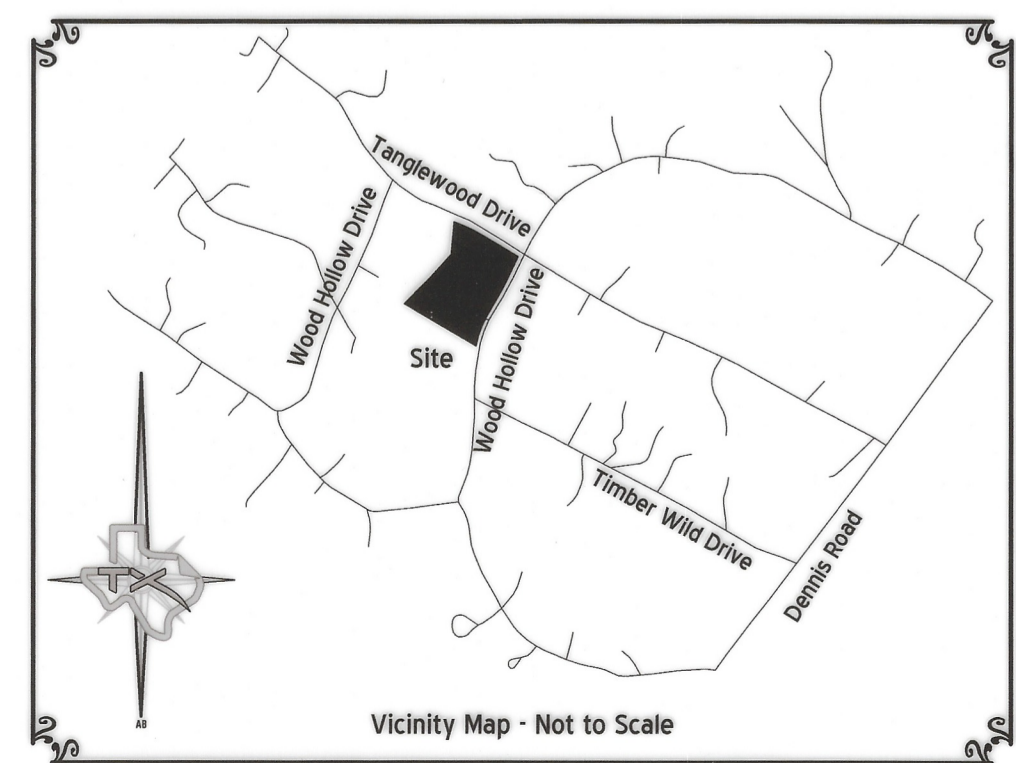 Tanglewood Drive
Wood Hollow Drive
Wood Hollow Drive
Site
Timber Wild Drive
Dennis Road
TX
AB
Vicinity Map - Not to Scale